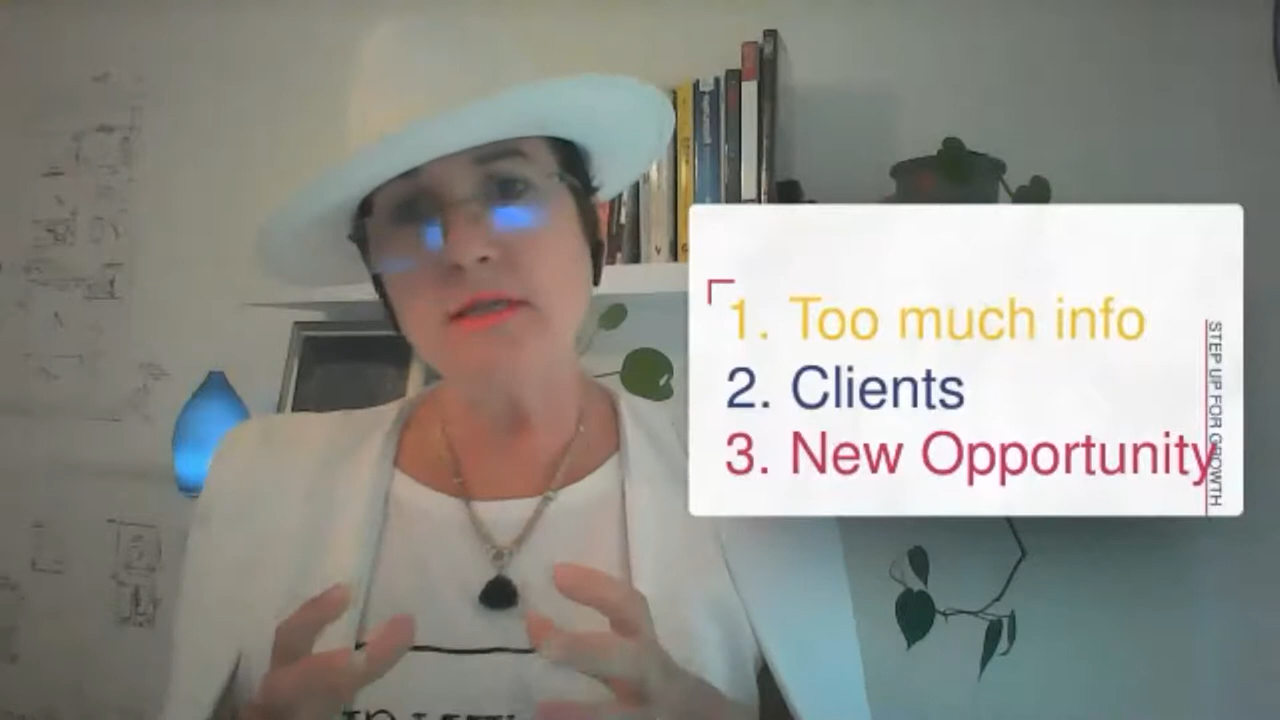 1. Too much info
2. Clients
3. New Opportunity
STEP UP FOR GROWTH